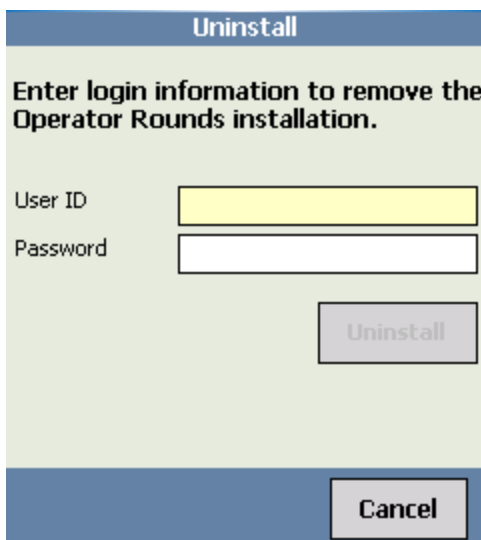 Uninstall
Enter login information to remove the
Operator Rounds installation.
User ID
Password
Uninstall
Cancel